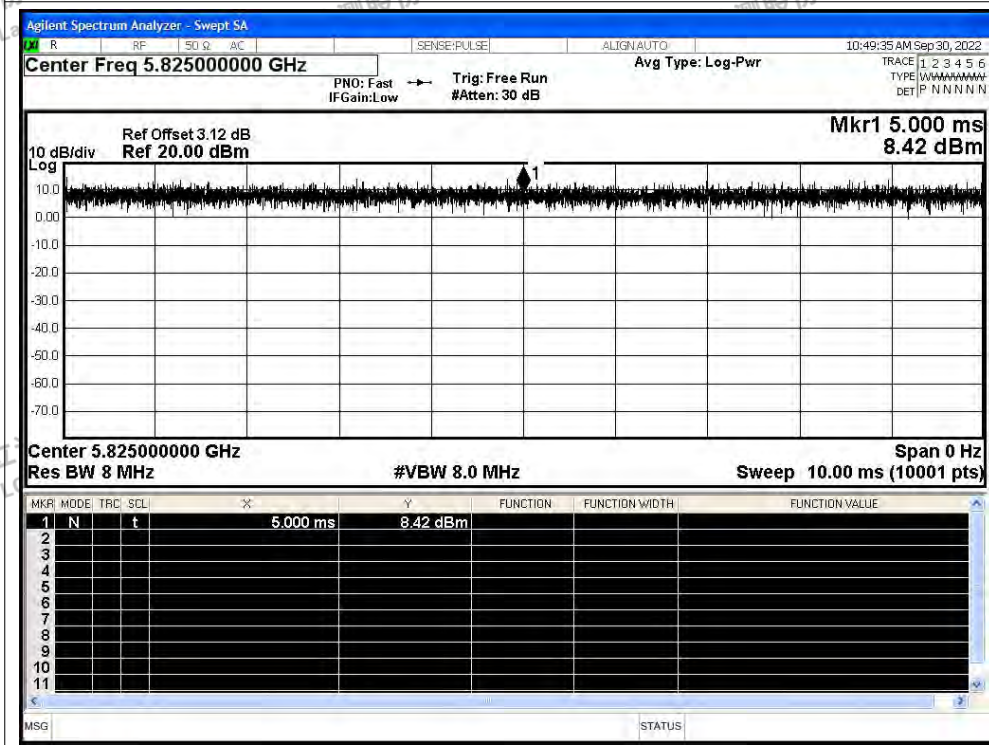 Agilent Spectrum Analyzer - Swept SA
R RF 50 Ω AC SENSE:PULSE ALIGN AUTO 10:49:35 AM Sep 30, 2022
Center Freq 5.825000000 GHz
PNO: Fast
IFGain:Low
Trig: Free Run
#Atten: 30 dB
Avg Type: Log-Pwr
TRACE 1 2 3 4 5 6
TYPE
DET P N N N N N
Ref Offset 3.12 dB
10 dB/div Ref 20.00 dBm
Log
Mkr1 5.000 ms
8.42 dBm
1
10.0
0.00
-10.0
-20.0
-30.0
-40.0
-50.0
-60.0
-70.0
Center 5.825000000 GHz Span 0 Hz
Res BW 8 MHz #VBW 8.0 MHz Sweep 10.00 ms (10001 pts)
MKR MODE TRC SCL X Y FUNCTION FUNCTION WIDTH FUNCTION VALUE
1 N t 5.000 ms 8.42 dBm
2
3
4
5
6
7
8
9
10
11
MSG STATUS